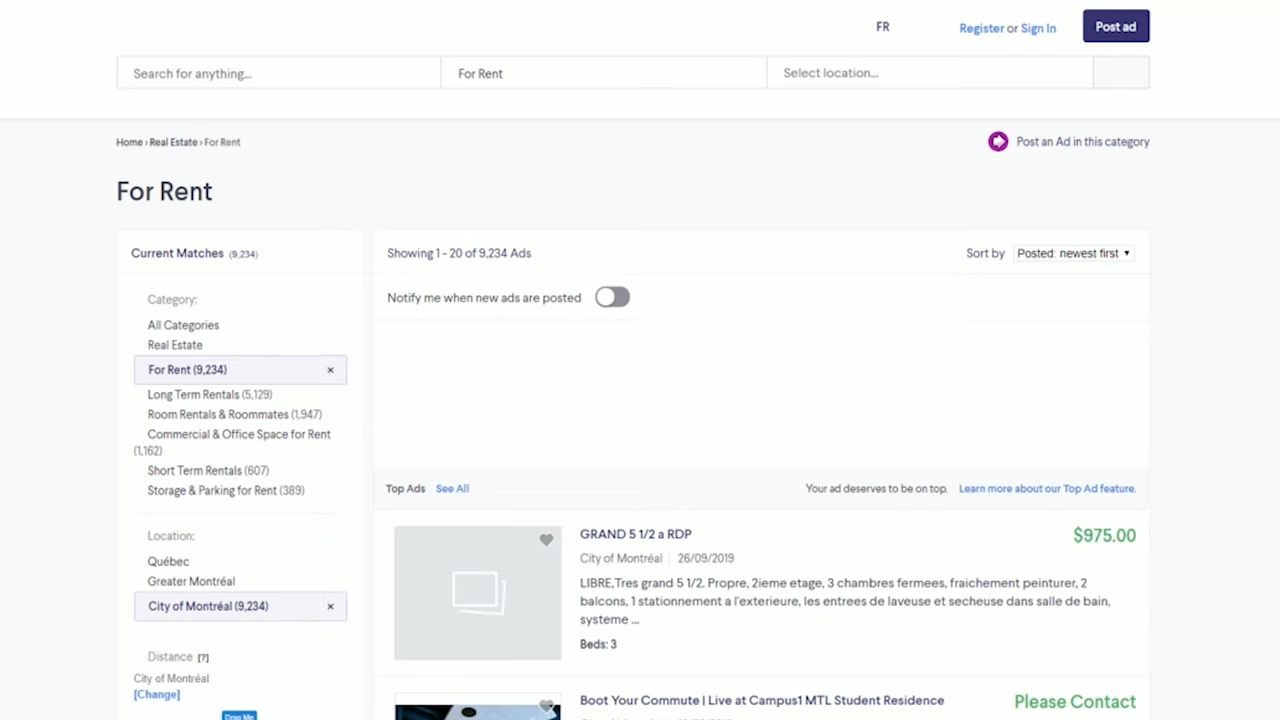 FR
Register or Sign In
Post ad
Search for anything...
For Rent
Select location...
Home › Real Estate › For Rent
Post an Ad in this category
For Rent
Current Matches (9,234)
Showing 1 - 20 of 9,234 Ads
Sort by
Posted: newest first
Notify me when new ads are posted
Category:
All Categories
Real Estate
For Rent (9,234) ×
Long Term Rentals (5,129)
Room Rentals & Roommates (1,947)
Commercial & Office Space for Rent
(1,162)
Short Term Rentals (607)
Storage & Parking for Rent (389)
Location:
Québec
Greater Montréal
City of Montréal (9,234) ×
Distance [?]
City of Montréal
[Change]
Drag Me
Top Ads See All
Your ad deserves to be on top. Learn more about our Top Ad feature.
GRAND 5 1/2 a RDP
$975.00
City of Montréal | 26/09/2019
LIBRE,Tres grand 5 1/2. Propre, 2ieme etage, 3 chambres fermees, fraichement peinturer, 2
balcons, 1 stationnement a l'exterieure, les entrees de laveuse et secheuse dans salle de bain,
systeme ...
Beds: 3
Boot Your Commute | Live at Campus1 MTL Student Residence
Please Contact